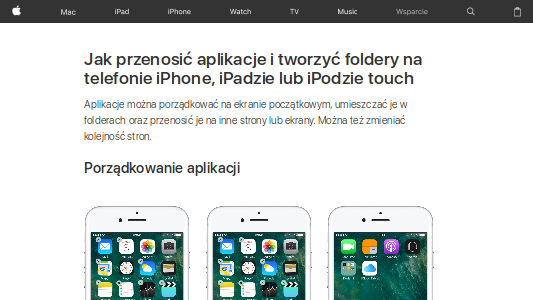 Mac iPad iPhone Watch TV Music Wsparcie
Jak przenosić aplikacje i tworzyć foldery na
telefonie iPhone, iPadzie lub iPodzie touch
Aplikacje można porządkować na ekranie początkowym, umieszczać je w
folderach oraz przenosić je na inne strony lub ekrany. Można też zmieniać
kolejność stron.
Porządkowanie aplikacji